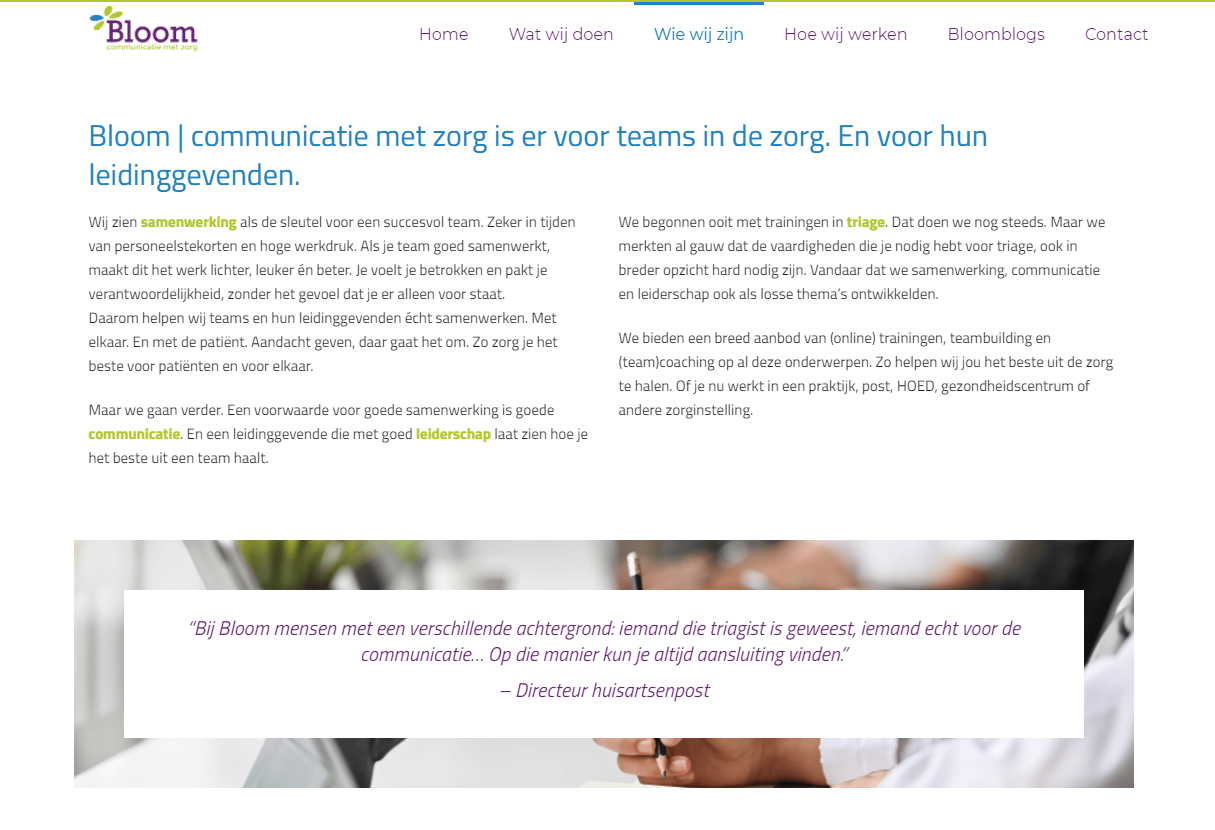 Bloom
communicatie met zorg
Home
Wat wij doen
Wie wij zijn
Hoe wij werken
Bloomblogs
Contact
Bloom | communicatie met zorg is er voor teams in de zorg. En voor hun
leidinggevenden.
Wij zien samenwerking als de sleutel voor een succesvol team. Zeker in tijden
van personeelstekorten en hoge werkdruk. Als je team goed samenwerkt,
maakt dit het werk lichter, leuker én beter. Je voelt je betrokken en pakt je
verantwoordelijkheid, zonder het gevoel dat je er alleen voor staat.
Daarom helpen wij teams en hun leidinggevenden écht samenwerken. Met
elkaar. En met de patiënt. Aandacht geven, daar gaat het om. Zo zorg je het
beste voor patiënten en voor elkaar.
Maar we gaan verder. Een voorwaarde voor goede samenwerking is goede
communicatie. En een leidinggevende die met goed leiderschap laat zien hoe je
het beste uit een team haalt.
We begonnen ooit met trainingen in triage. Dat doen we nog steeds. Maar we
merkten al gauw dat de vaardigheden die je nodig hebt voor triage, ook in
breder opzicht hard nodig zijn. Vandaar dat we samenwerking, communicatie
en leiderschap ook als losse thema’s ontwikkelden.
We bieden een breed aanbod van (online) trainingen, teambuilding en
(team)coaching op al deze onderwerpen. Zo helpen wij jou het beste uit de zorg
te halen. Of je nu werkt in een praktijk, post, HOED, gezondheidscentrum of
andere zorginstelling.
“Bij Bloom mensen met een verschillende achtergrond: iemand die triagist is geweest, iemand echt voor de
communicatie… Op die manier kun je altijd aansluiting vinden.”
– Directeur huisartsenpost